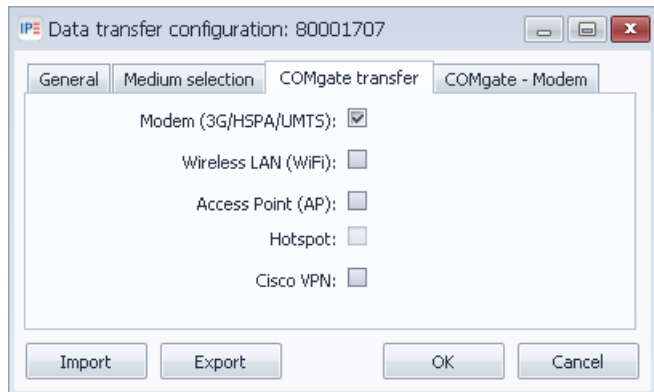 IPE Data transfer configuration: 80001707
General Medium selection COMgate transfer COMgate - Modem
Modem (3G/HSPA/UMTS):
Wireless LAN (WiFi):
Access Point (AP):
Hotspot:
Cisco VPN:
Import Export OK Cancel